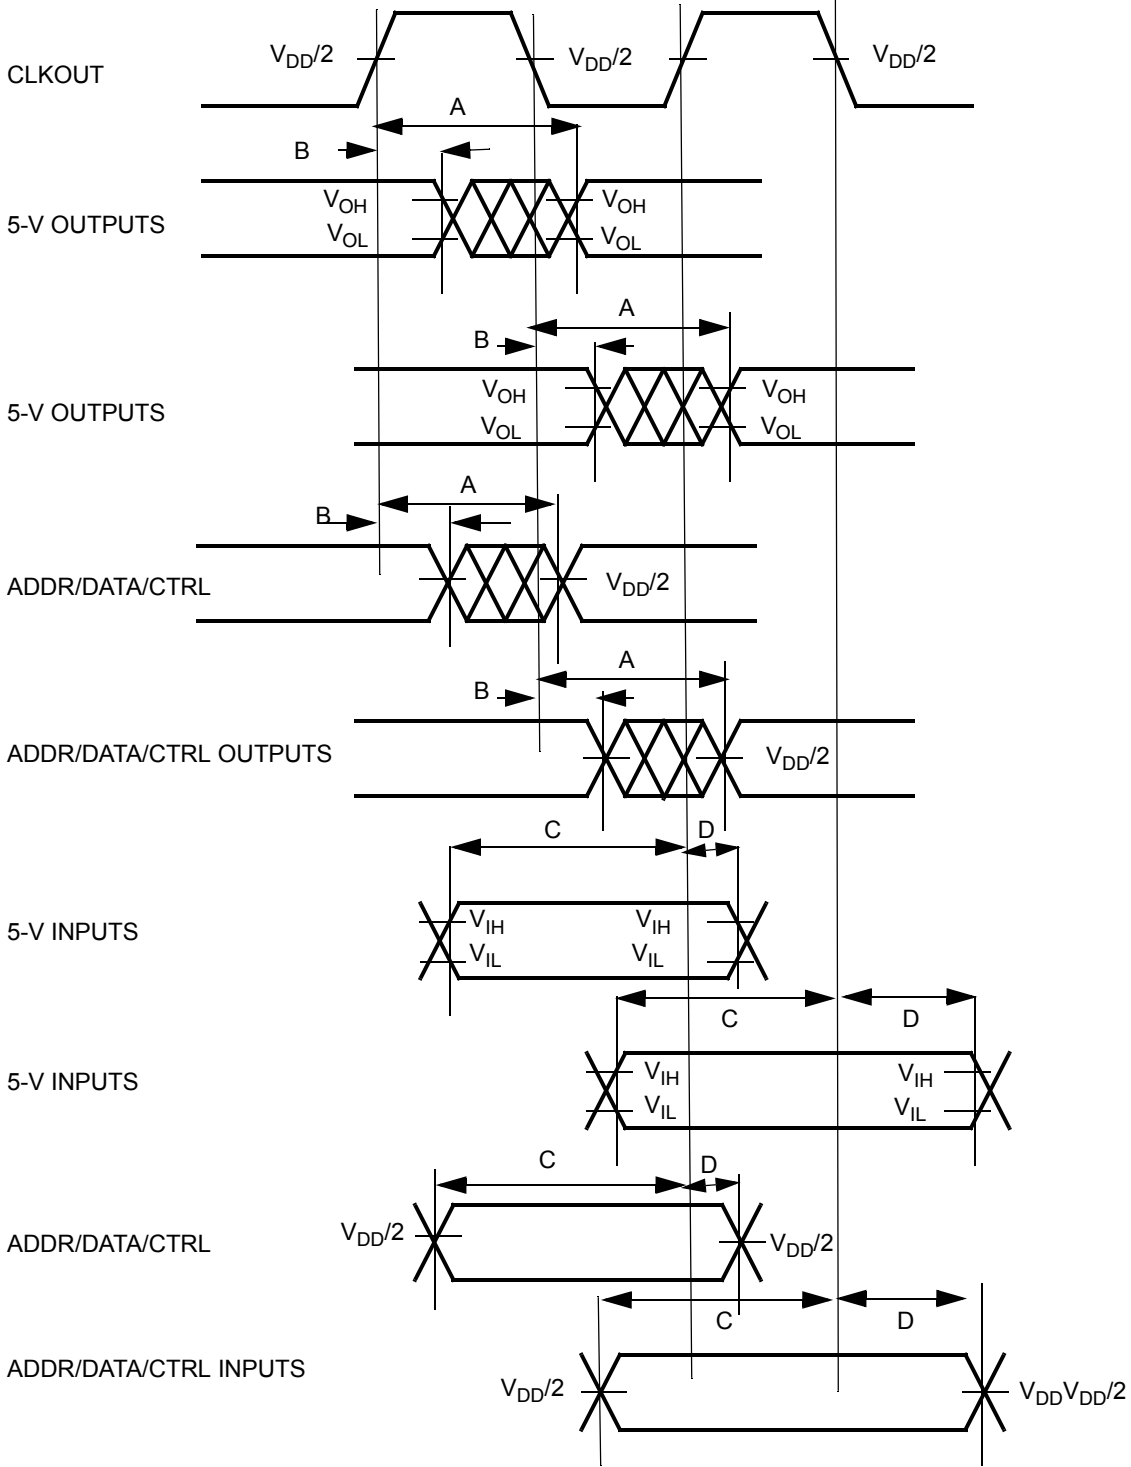 V_DD/2 V_DD/2 V_DD/2
CLKOUT
A
B
V_OH V_OH
5-V OUTPUTS
V_OL V_OL
A
B
V_OH V_OH
5-V OUTPUTS
V_OL V_OL
A
B
ADDR/DATA/CTRL V_DD/2
A
B
ADDR/DATA/CTRL OUTPUTS V_DD/2
C D
V_IH V_IH
5-V INPUTS
V_IL V_IL
C D
V_IH V_IH
5-V INPUTS
V_IL V_IL
C D
V_DD/2 V_DD/2
ADDR/DATA/CTRL
C D
ADDR/DATA/CTRL INPUTS
V_DD/2 V_DDV_DD/2